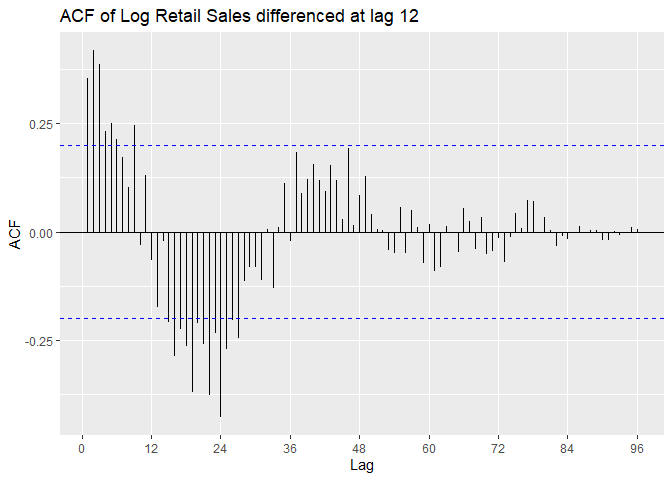 ACF of Log Retail Sales differenced at lag 12
ACF
0.25
0.00
-0.25
0 12 24 36 48 60 72 84 96
Lag